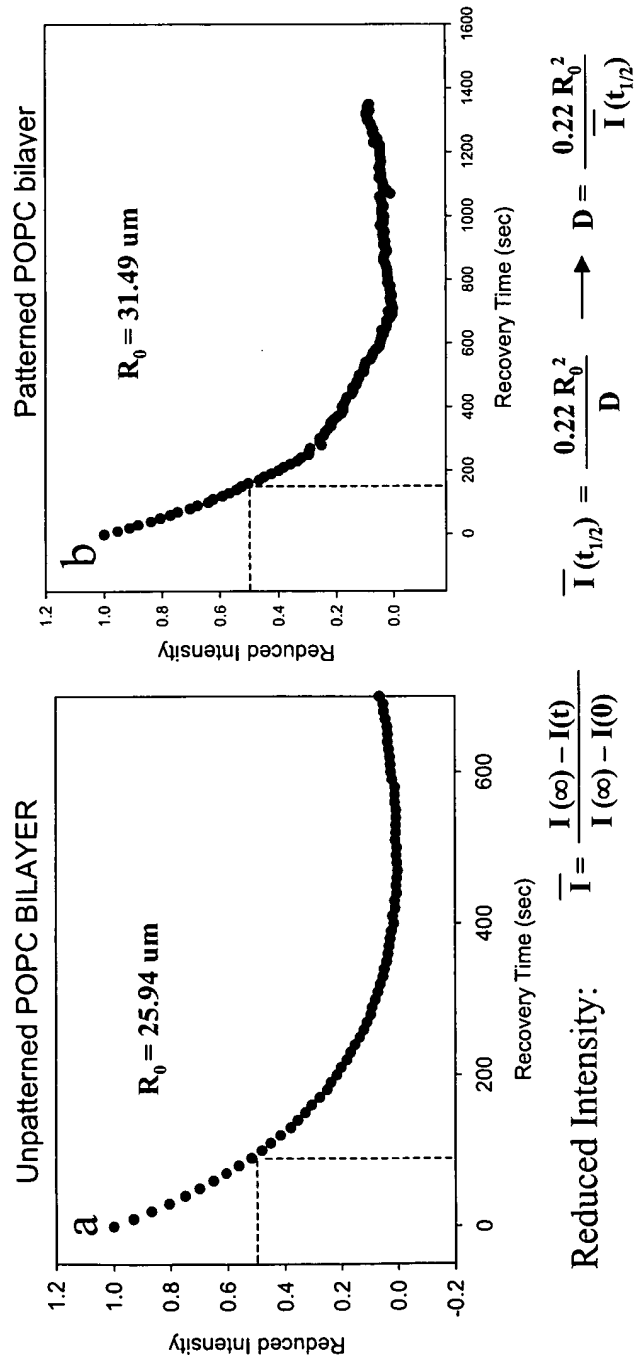 Unpatterned POPC BILAYER
a
R₀ = 25.94 um
Reduced Intensity
1.2
1.0
0.8
0.6
0.4
0.2
0.0
-0.2
0
200
400
600
Recovery Time (sec)
Patterned POPC bilayer
b
R₀ = 31.49 um
Reduced Intensity
1.2
1.0
0.8
0.6
0.4
0.2
0.0
0
200
400
600
800
1000
1200
1400
1600
Recovery Time (sec)
Reduced Intensity: Ī = (I (∞) – I(t)) / (I (∞) – I(0))
Ī (t₁/₂) = 0.22 R₀² / D → D = 0.22 R₀² / Ī (t₁/₂)